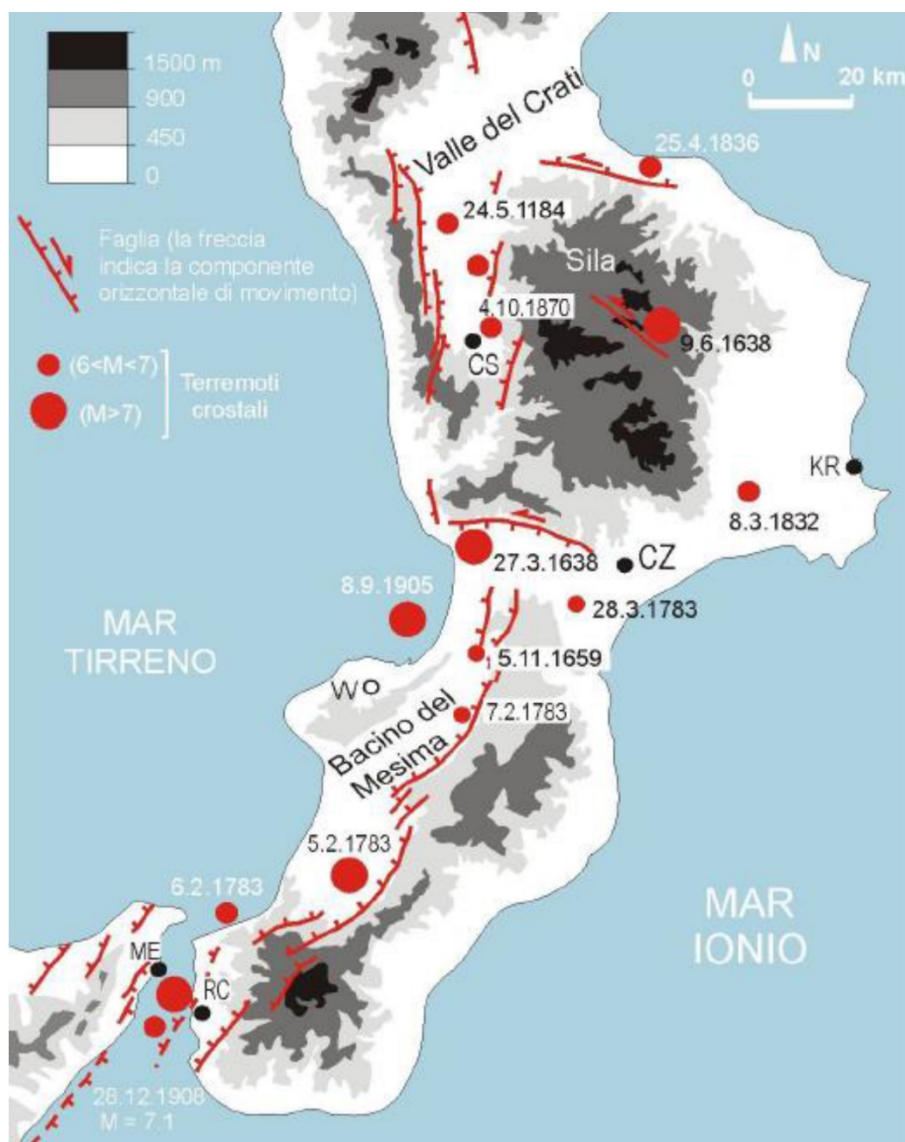 1500 m
900
450
0
Faglia (la freccia
indica la componente
orizzontale di movimento)
(6<M<7)
(M>7)
Terremoti
crostali
N
0 20 km
Valle del Crati
25.4.1836
24.5.1184
Sila
4.10.1870
CS
9.6.1638
KR
8.3.1832
27.3.1638
CZ
8.9.1905
28.3.1783
MAR
TIRRENO
5.11.1659
Wo
7.2.1783
Bacino del
Mesima
5.2.1783
6.2.1783
MAR
IONIO
ME
RC
28.12.1908
M = 7.1